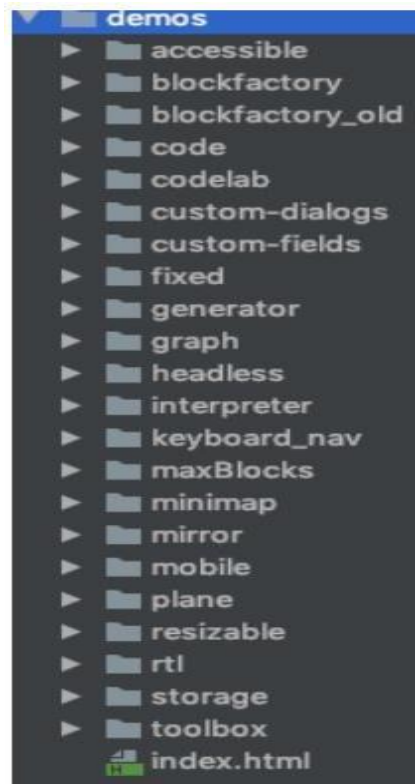 demos
accessible
blockfactory
blockfactory_old
code
codelab
custom-dialogs
custom-fields
fixed
generator
graph
headless
interpreter
keyboard_nav
maxBlocks
minimap
mirror
mobile
plane
resizable
rtl
storage
toolbox
index.html